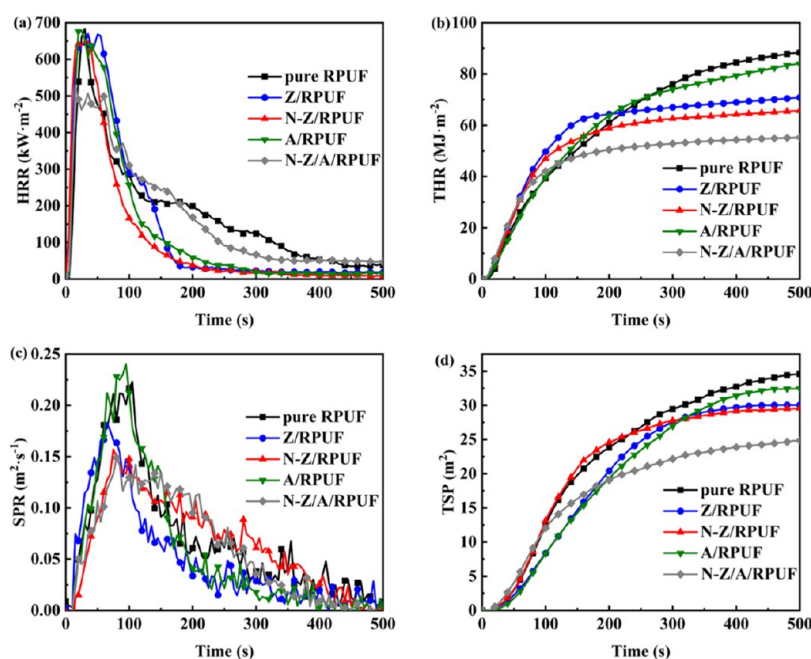 (a) 700
600
500
400
300
200
100
0
HRR (kW·m⁻²)
pure RPUF
Z/RPUF
N-Z/RPUF
A/RPUF
N-Z/A/RPUF
0 100 200 300 400 500
Time (s)
(b) 100
80
60
40
20
0
THR (MJ·m⁻²)
pure RPUF
Z/RPUF
N-Z/RPUF
A/RPUF
N-Z/A/RPUF
0 100 200 300 400 500
Time (s)
(c) 0.25
0.20
0.15
0.10
0.05
0.00
SPR (m²·s⁻¹)
pure RPUF
Z/RPUF
N-Z/RPUF
A/RPUF
N-Z/A/RPUF
0 100 200 300 400 500
Time (s)
(d)
40
35
30
25
20
15
10
5
0
TSP (m²)
pure RPUF
Z/RPUF
N-Z/RPUF
A/RPUF
N-Z/A/RPUF
0 100 200 300 400 500
Time (s)